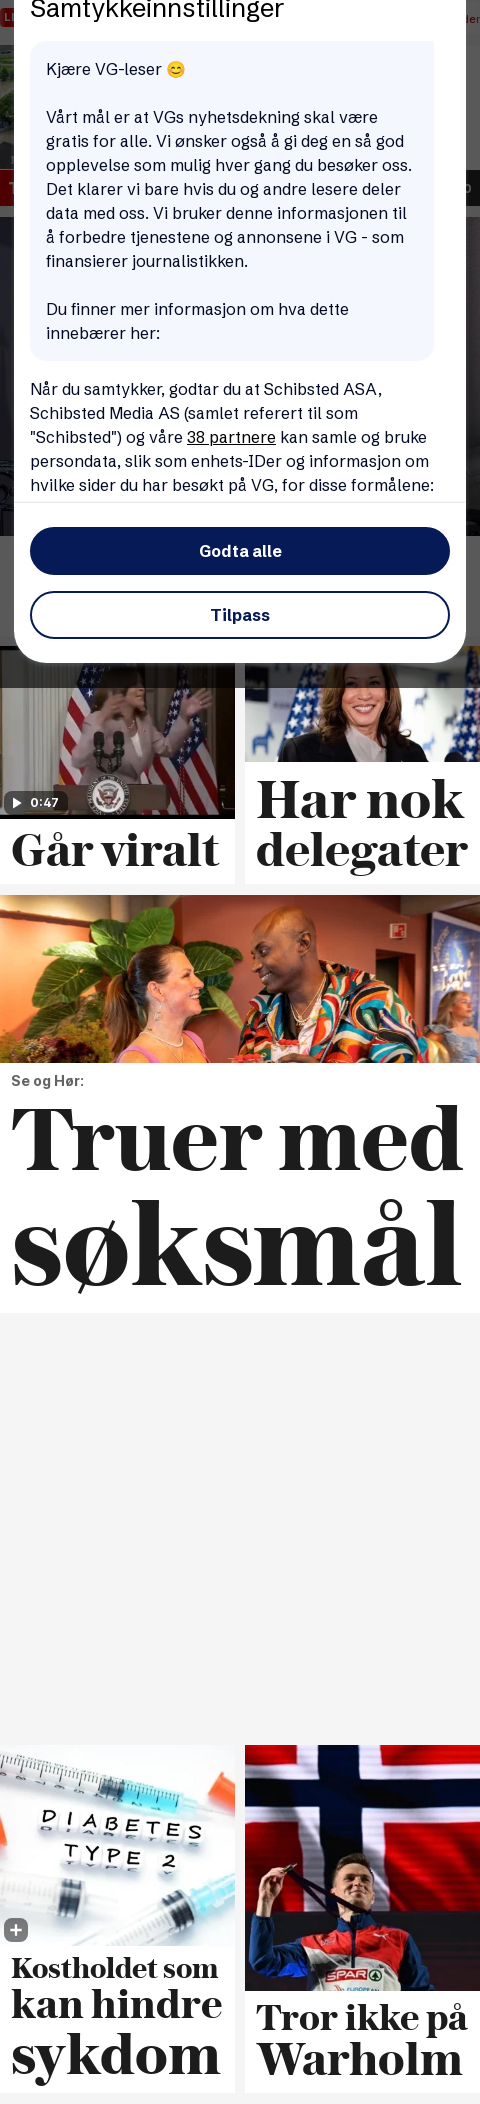 Samtykkeinnstillinger
Kjære VG-leser 😊
Vårt mål er at VGs nyhetsdekning skal være
gratis for alle. Vi ønsker også å gi deg en så god
opplevelse som mulig hver gang du besøker oss.
Det klarer vi bare hvis du og andre lesere deler
data med oss. Vi bruker denne informasjonen til
å forbedre tjenestene og annonsene i VG - som
finansierer journalistikken.
Du finner mer informasjon om hva dette
innebærer her:
Når du samtykker, godtar du at Schibsted ASA,
Schibsted Media AS (samlet referert til som
"Schibsted") og våre 38 partnere kan samle og bruke
persondata, slik som enhets-IDer og informasjon om
hvilke sider du har besøkt på VG, for disse formålene:
Godta alle
Tilpass
0:47
Går viralt
Har nok
delegater
Se og Hør:
Truer med
søksmål
DIABETES
TYPE 2
Kostholdet som
kan hindre
sykdom
SPAR
EUROPEAN
Tror ikke på
Warholm